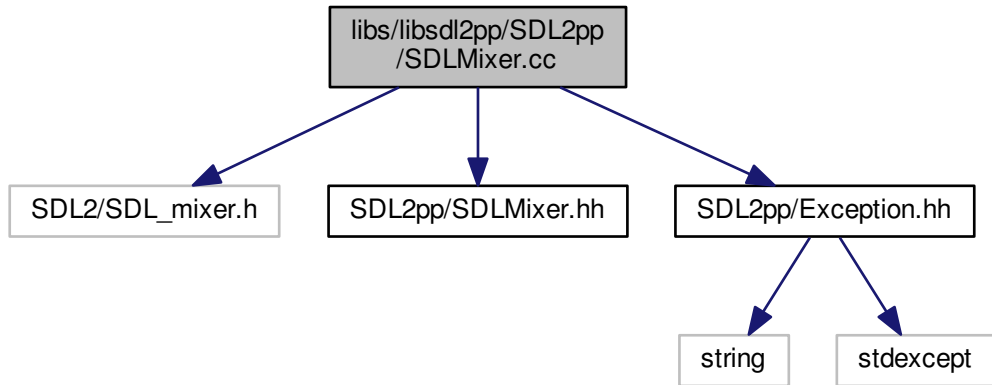 libs/libsdl2pp/SDL2pp
/SDLMixer.cc
SDL2/SDL_mixer.h
SDL2pp/SDLMixer.hh
SDL2pp/Exception.hh
string
stdexcept